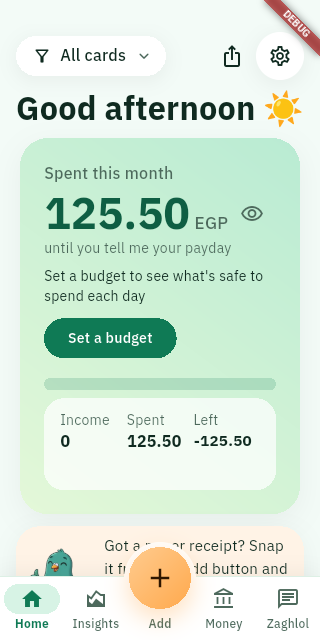 DEBUG
All cards
Good afternoon ☀️
Spent this month
125.50 EGP
until you tell me your payday
Set a budget to see what's safe to
spend each day
Set a budget
Income Spent Left
0 125.50 -125.50
Got a receipt? Snap
it dd button and
Home Insights Add Money Zaghlol